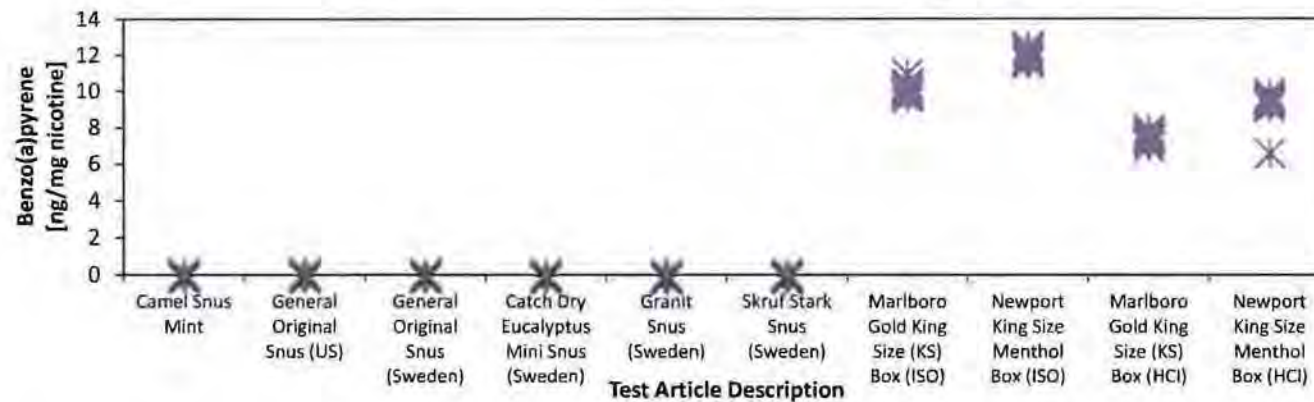 Benzo(a)pyrene
[ng/mg nicotine]
14
12
10
8
6
4
2
0
Camel Snus
Mint
General
Original
Snus (US)
General
Original
Snus
(Sweden)
Catch Dry
Eucalyptus
Mini Snus
(Sweden)
Granit
Snus
(Sweden)
Skruf Stark
Snus
(Sweden)
Marlboro
Gold King
Size (KS)
Box (ISO)
Newport
King Size
Menthol
Box (ISO)
Marlboro
Gold King
Size (KS)
Box (HCI)
Newport
King Size
Menthol
Box (HCI)
Test Article Description